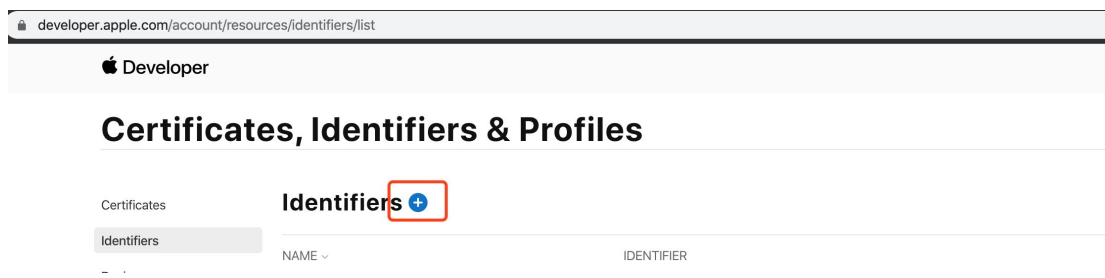 developer.apple.com/account/resources/identifiers/list
Developer
Certificates, Identifiers & Profiles
Certificates
Identifiers
Identifiers
NAME
IDENTIFIER